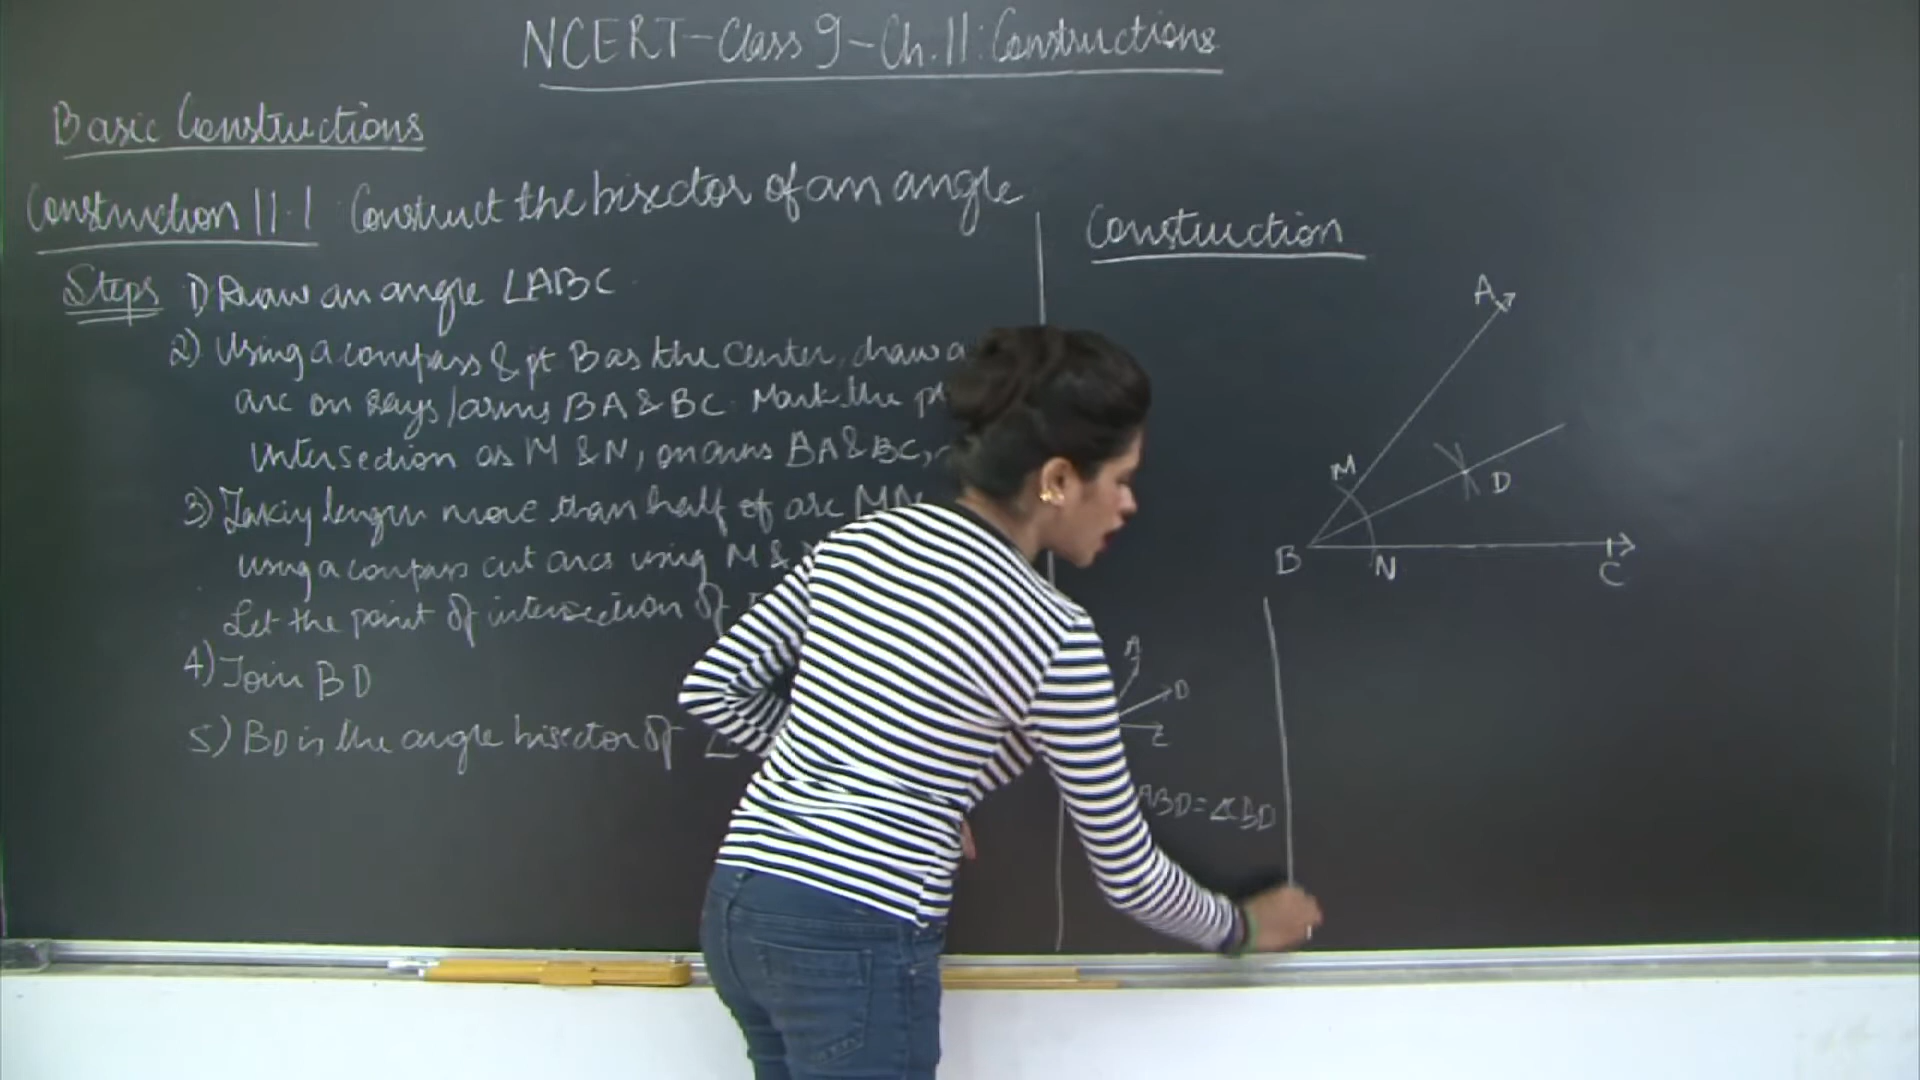 NCERT-Class 9-Ch.11:Constructions
Basic Constructions
Construction 11.1 Construct the bisector of an angle
Steps 1) Draw an angle ∠ABC.
2) Using a compass & pt B as the center, draw a
arc on rays/arms BA & BC. Mark the
intersection as M & N, on arms BA & BC,
3) Taking length more than half of arc MN
using a compass cut arcs using M &
Let the point of intersection of
4) Join BD
5) BD is the angle bisector of ∠
Construction
A
M
D
B
N
C
A
D
C
ABD = ∠CBD